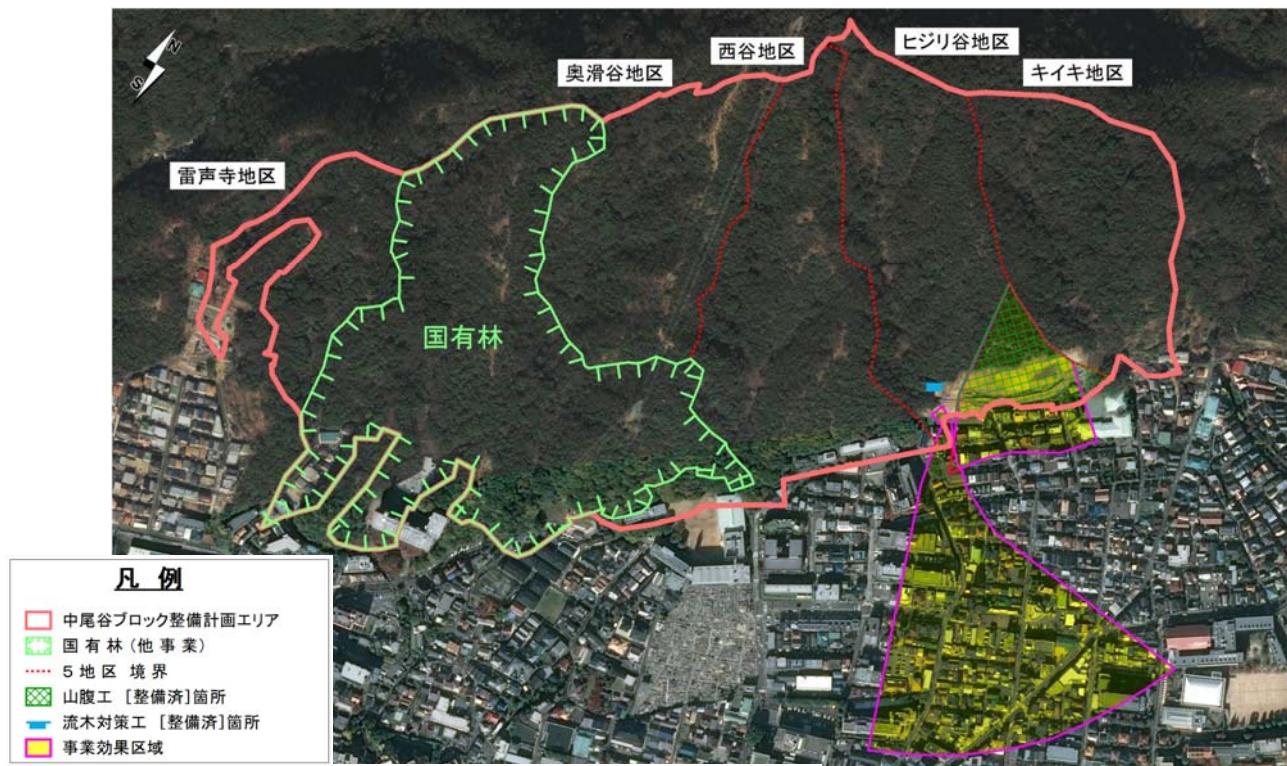 N
S
西谷地区
ヒジリ谷地区
奥滑谷地区
キイキ地区
雷声寺地区
国有林
凡 例
中尾谷ブロック整備計画エリア
国 有 林 (他 事 業)
5 地 区 境 界
山腹工 [整備済]箇所
流木対策工 [整備済]箇所
事業効果区域